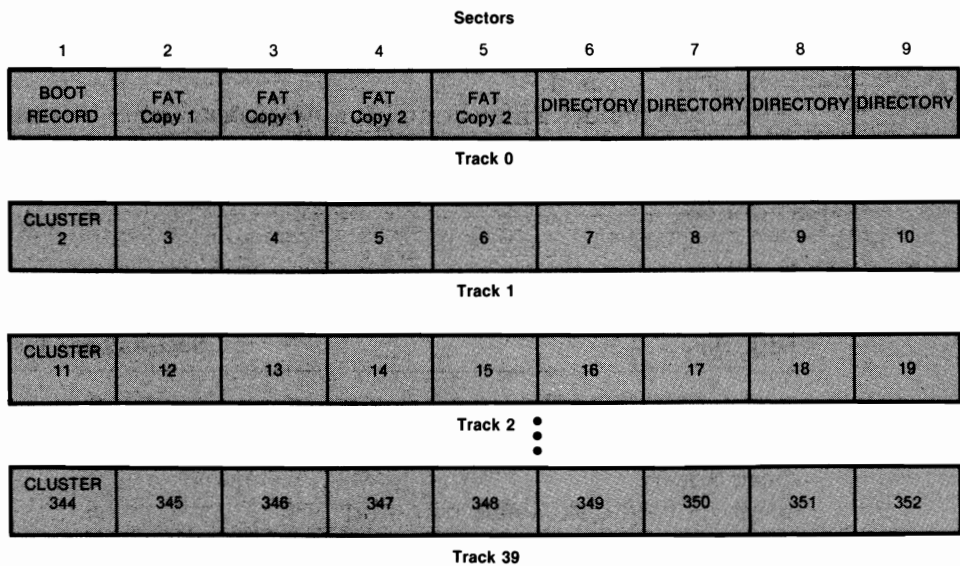 Sectors
1 2 3 4 5 6 7 8 9
BOOT RECORD FAT Copy 1 FAT Copy 1 FAT Copy 2 FAT Copy 2 DIRECTORY DIRECTORY DIRECTORY DIRECTORY
Track 0
CLUSTER
2 3 4 5 6 7 8 9 10
Track 1
CLUSTER
11 12 13 14 15 16 17 18 19
Track 2
CLUSTER
344 345 346 347 348 349 350 351 352
Track 39